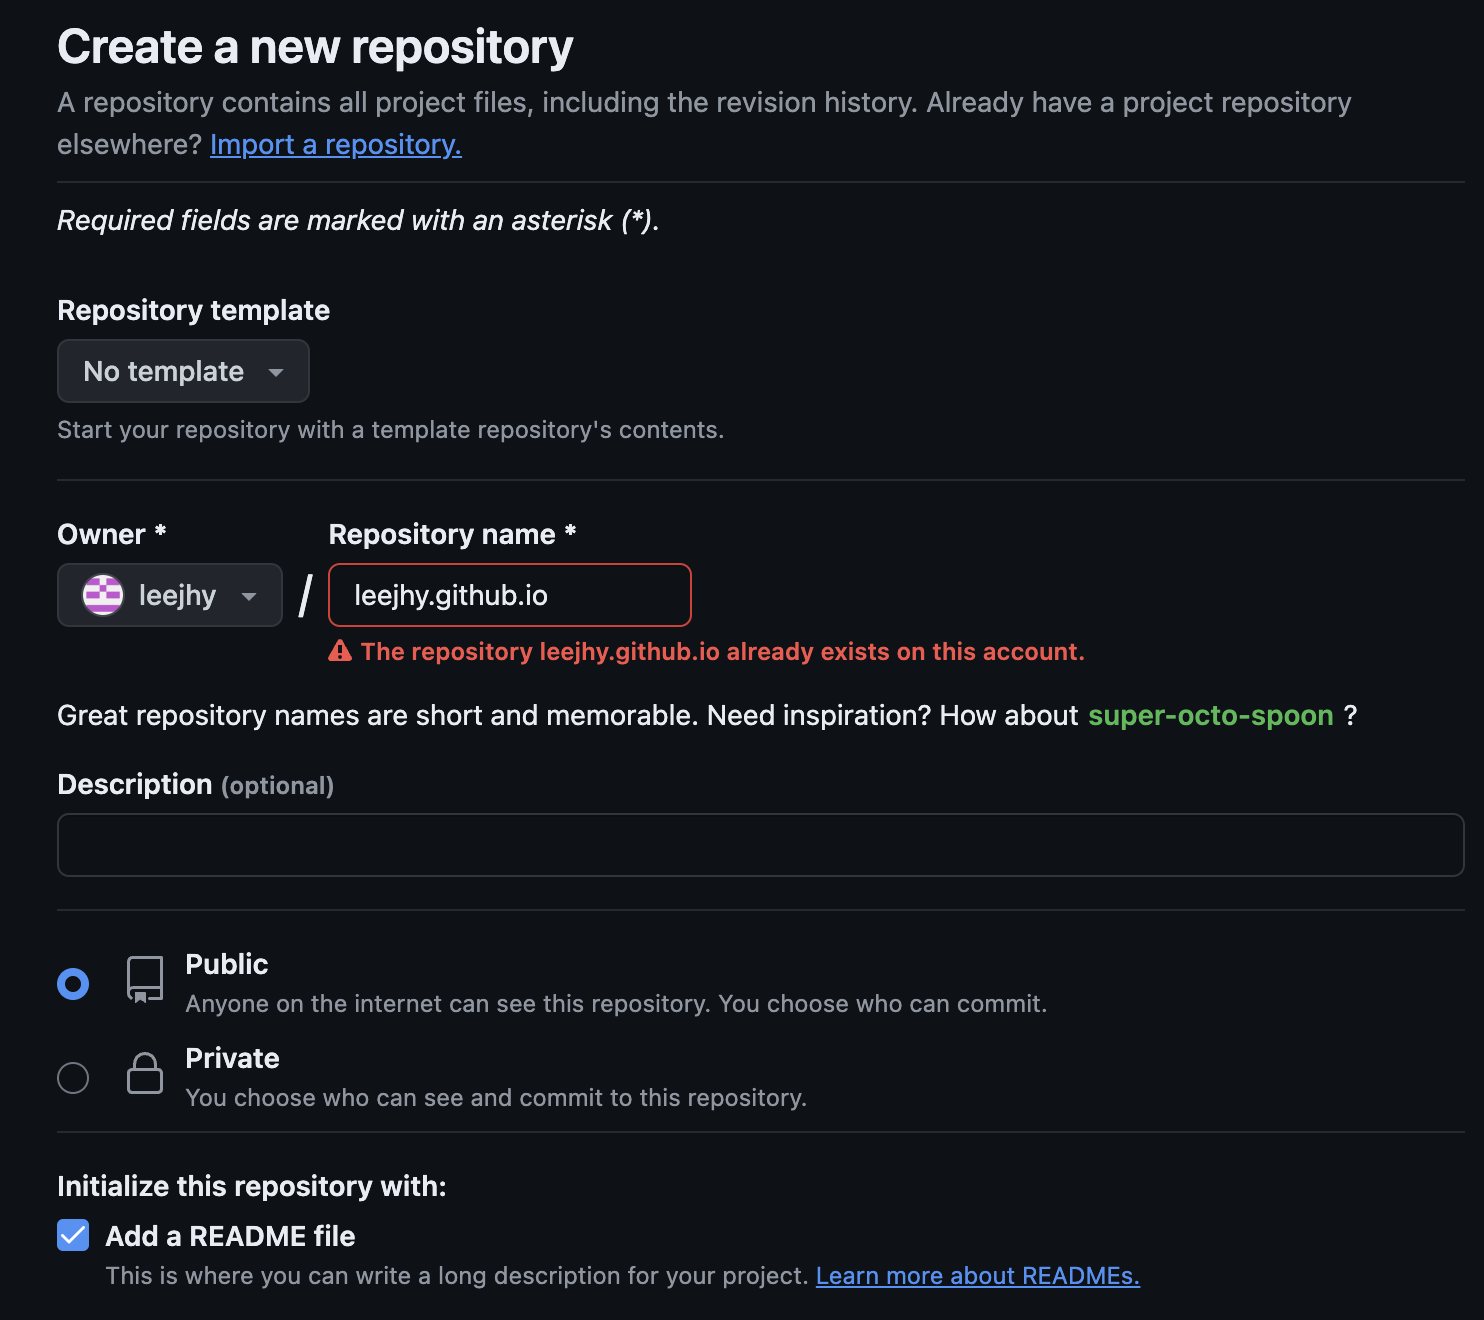 Create a new repository
A repository contains all project files, including the revision history. Already have a project repository
elsewhere? Import a repository.
Required fields are marked with an asterisk (*).
Repository template
No template
Start your repository with a template repository's contents.
Owner *
Repository name *
leejhy
/
leejhy.github.io
The repository leejhy.github.io already exists on this account.
Great repository names are short and memorable. Need inspiration? How about super-octo-spoon ?
Description (optional)
Public
Anyone on the internet can see this repository. You choose who can commit.
Private
You choose who can see and commit to this repository.
Initialize this repository with:
Add a README file
This is where you can write a long description for your project. Learn more about READMEs.